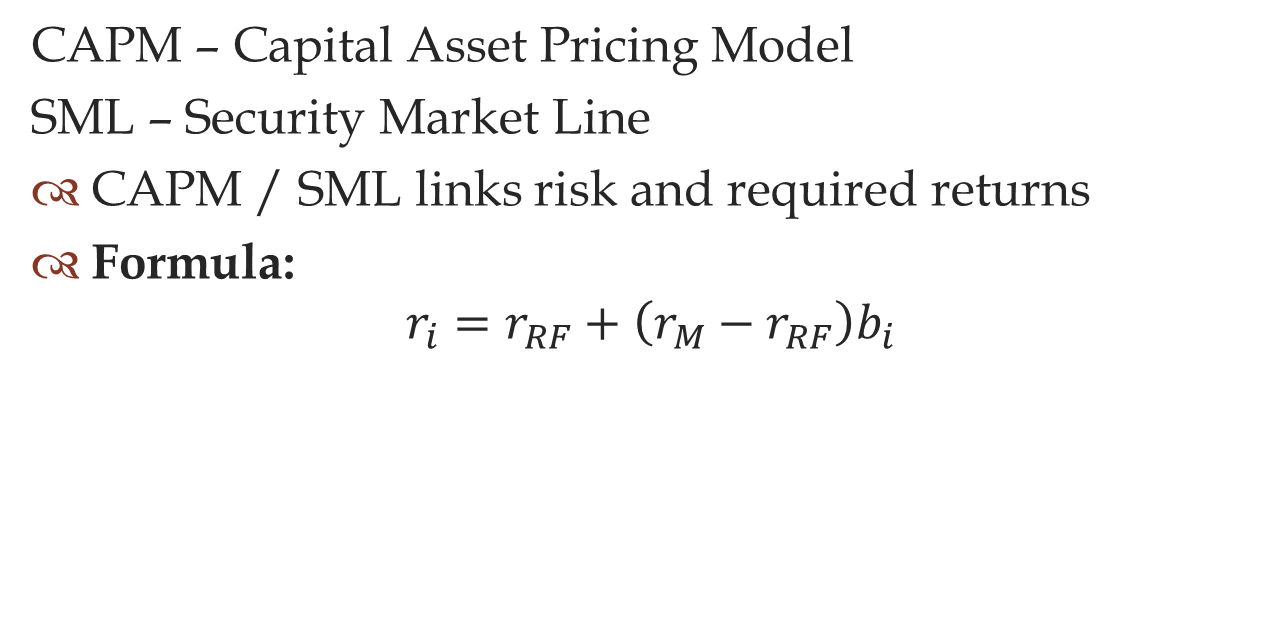 CAPM – Capital Asset Pricing Model
SML – Security Market Line
CAPM / SML links risk and required returns
Formula:
r_i = r_RF + (r_M − r_RF)b_i